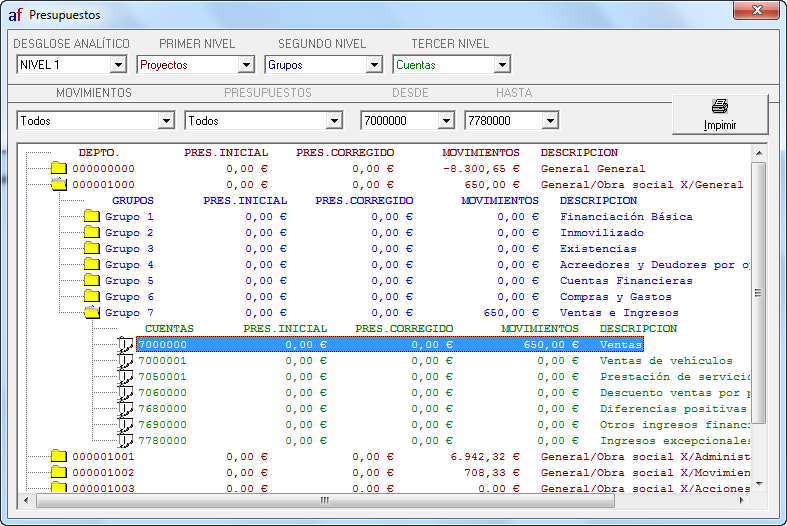 af Presupuestos
DESGLOSE ANALÍTICO PRIMER NIVEL SEGUNDO NIVEL TERCER NIVEL
NIVEL 1 Proyectos Grupos Cuentas
MOVIMIENTOS PRESUPUESTOS DESDE HASTA
Todos Todos 7000000 7780000
Imprimir
DEPTO. PRES.INICIAL PRES.CORREGIDO MOVIMIENTOS DESCRIPCION
000000000 0,00 € 0,00 € -8.300,65 € General General
000001000 0,00 € 0,00 € 650,00 € General/Obra social X/General
GRUPOS PRES.INICIAL PRES.CORREGIDO MOVIMIENTOS DESCRIPCION
Grupo 1 0,00 € 0,00 € 0,00 € Financiación Básica
Grupo 2 0,00 € 0,00 € 0,00 € Inmovilizado
Grupo 3 0,00 € 0,00 € 0,00 € Existencias
Grupo 4 0,00 € 0,00 € 0,00 € Acreedores y Deudores por
Grupo 5 0,00 € 0,00 € 0,00 € Cuentas Financieras
Grupo 6 0,00 € 0,00 € 0,00 € Compras y Gastos
Grupo 7 0,00 € 0,00 € 650,00 € Ventas e Ingresos
CUENTAS PRES.INICIAL PRES.CORREGIDO MOVIMIENTOS DESCRIPCION
7000000 0,00 € 0,00 € 650,00 € Ventas
7000001 0,00 € 0,00 € 0,00 € Ventas de vehículos
7050001 0,00 € 0,00 € 0,00 € Prestación de servicio
7060000 0,00 € 0,00 € 0,00 € Descuento ventas por p
7680000 0,00 € 0,00 € 0,00 € Diferencias positivas
7690000 0,00 € 0,00 € 0,00 € Otros ingresos financi
7780000 0,00 € 0,00 € 0,00 € Ingresos excepcionales
000001001 0,00 € 0,00 € 6.942,32 € General/Obra social X/Administ
000001002 0,00 € 0,00 € 708,33 € General/Obra social X/Movimien
000001003 0,00 € 0,00 € 0,00 € General/Obra social X/Acciones